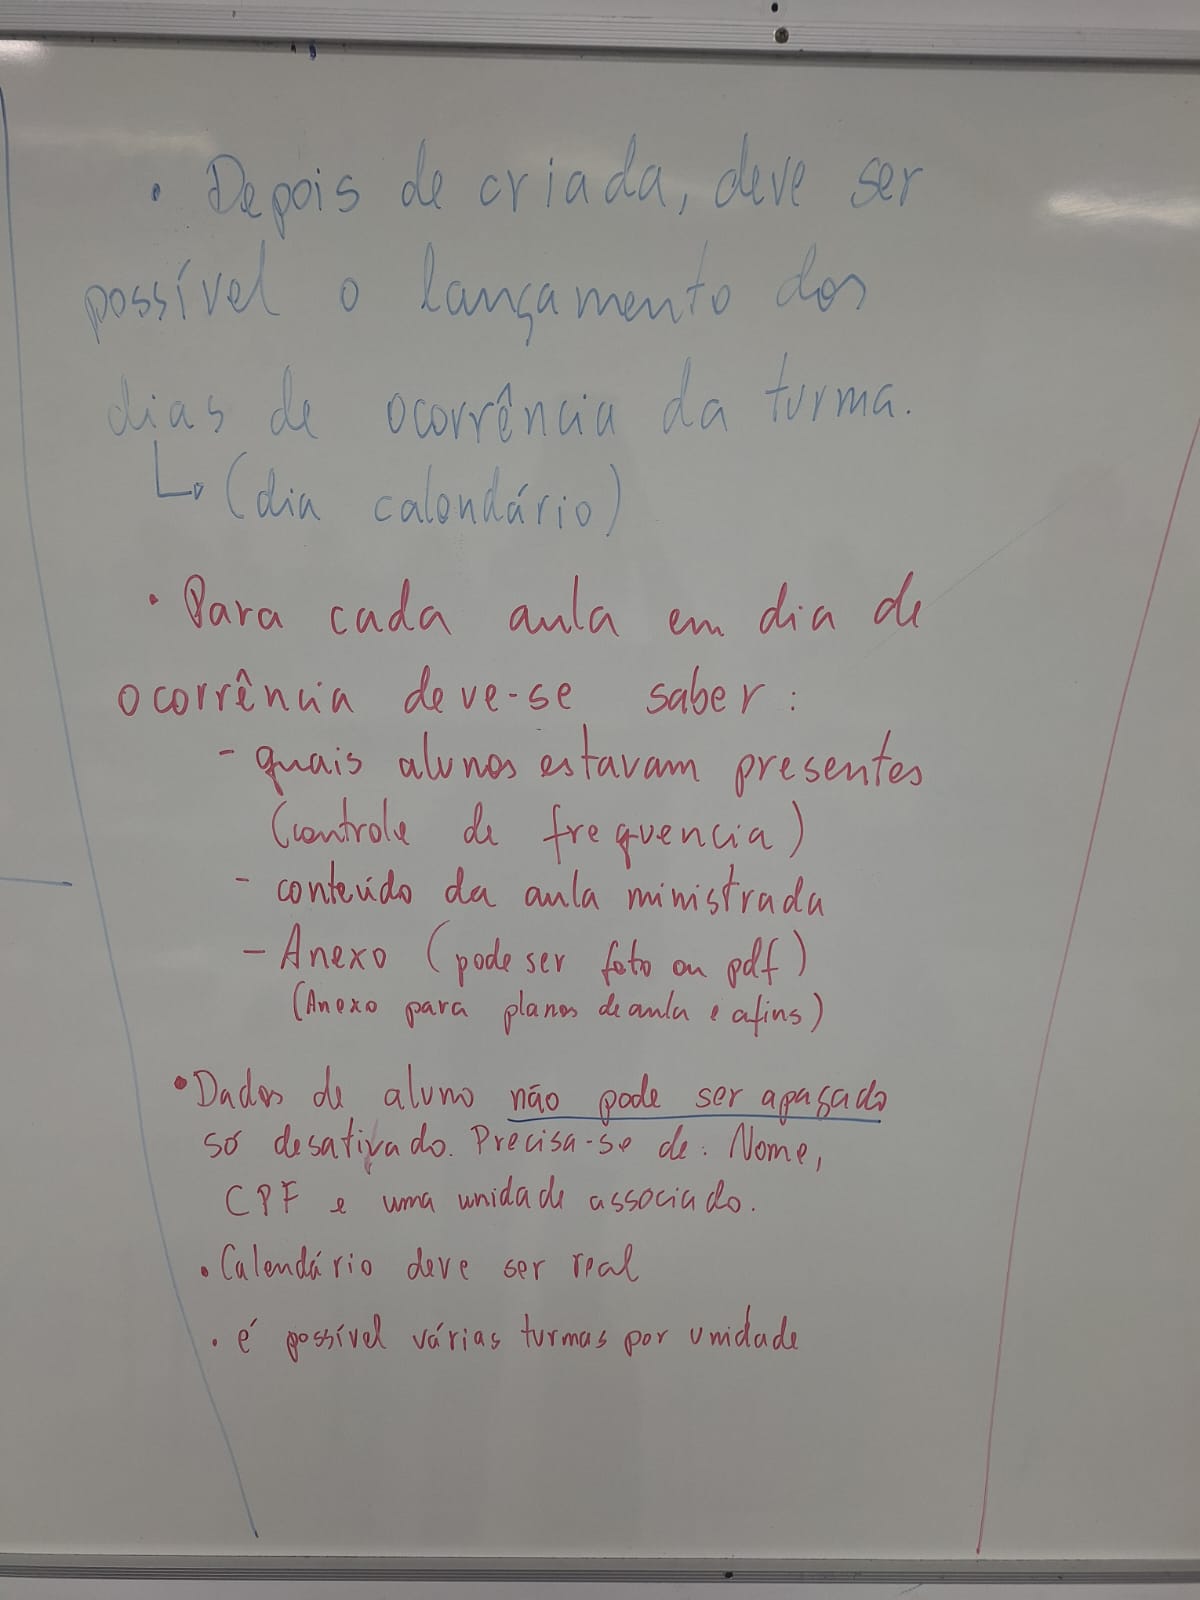 • Depois de criada, deve ser
possível o lançamento dos
dias de ocorrência da turma.
↳ (dia calendário)
• Para cada aula em dia de
ocorrência deve-se saber:
- quais alunos estavam presentes
(controle de frequencia)
- conteúdo da aula ministrada
- Anexo (pode ser foto ou pdf)
(Anexo para planos de aula e afins)
• Dados de aluno não pode ser apagado
só desativado. Precisa-se de: Nome,
CPF e uma unidade associado.
• Calendário deve ser real
• é possível várias turmas por unidade